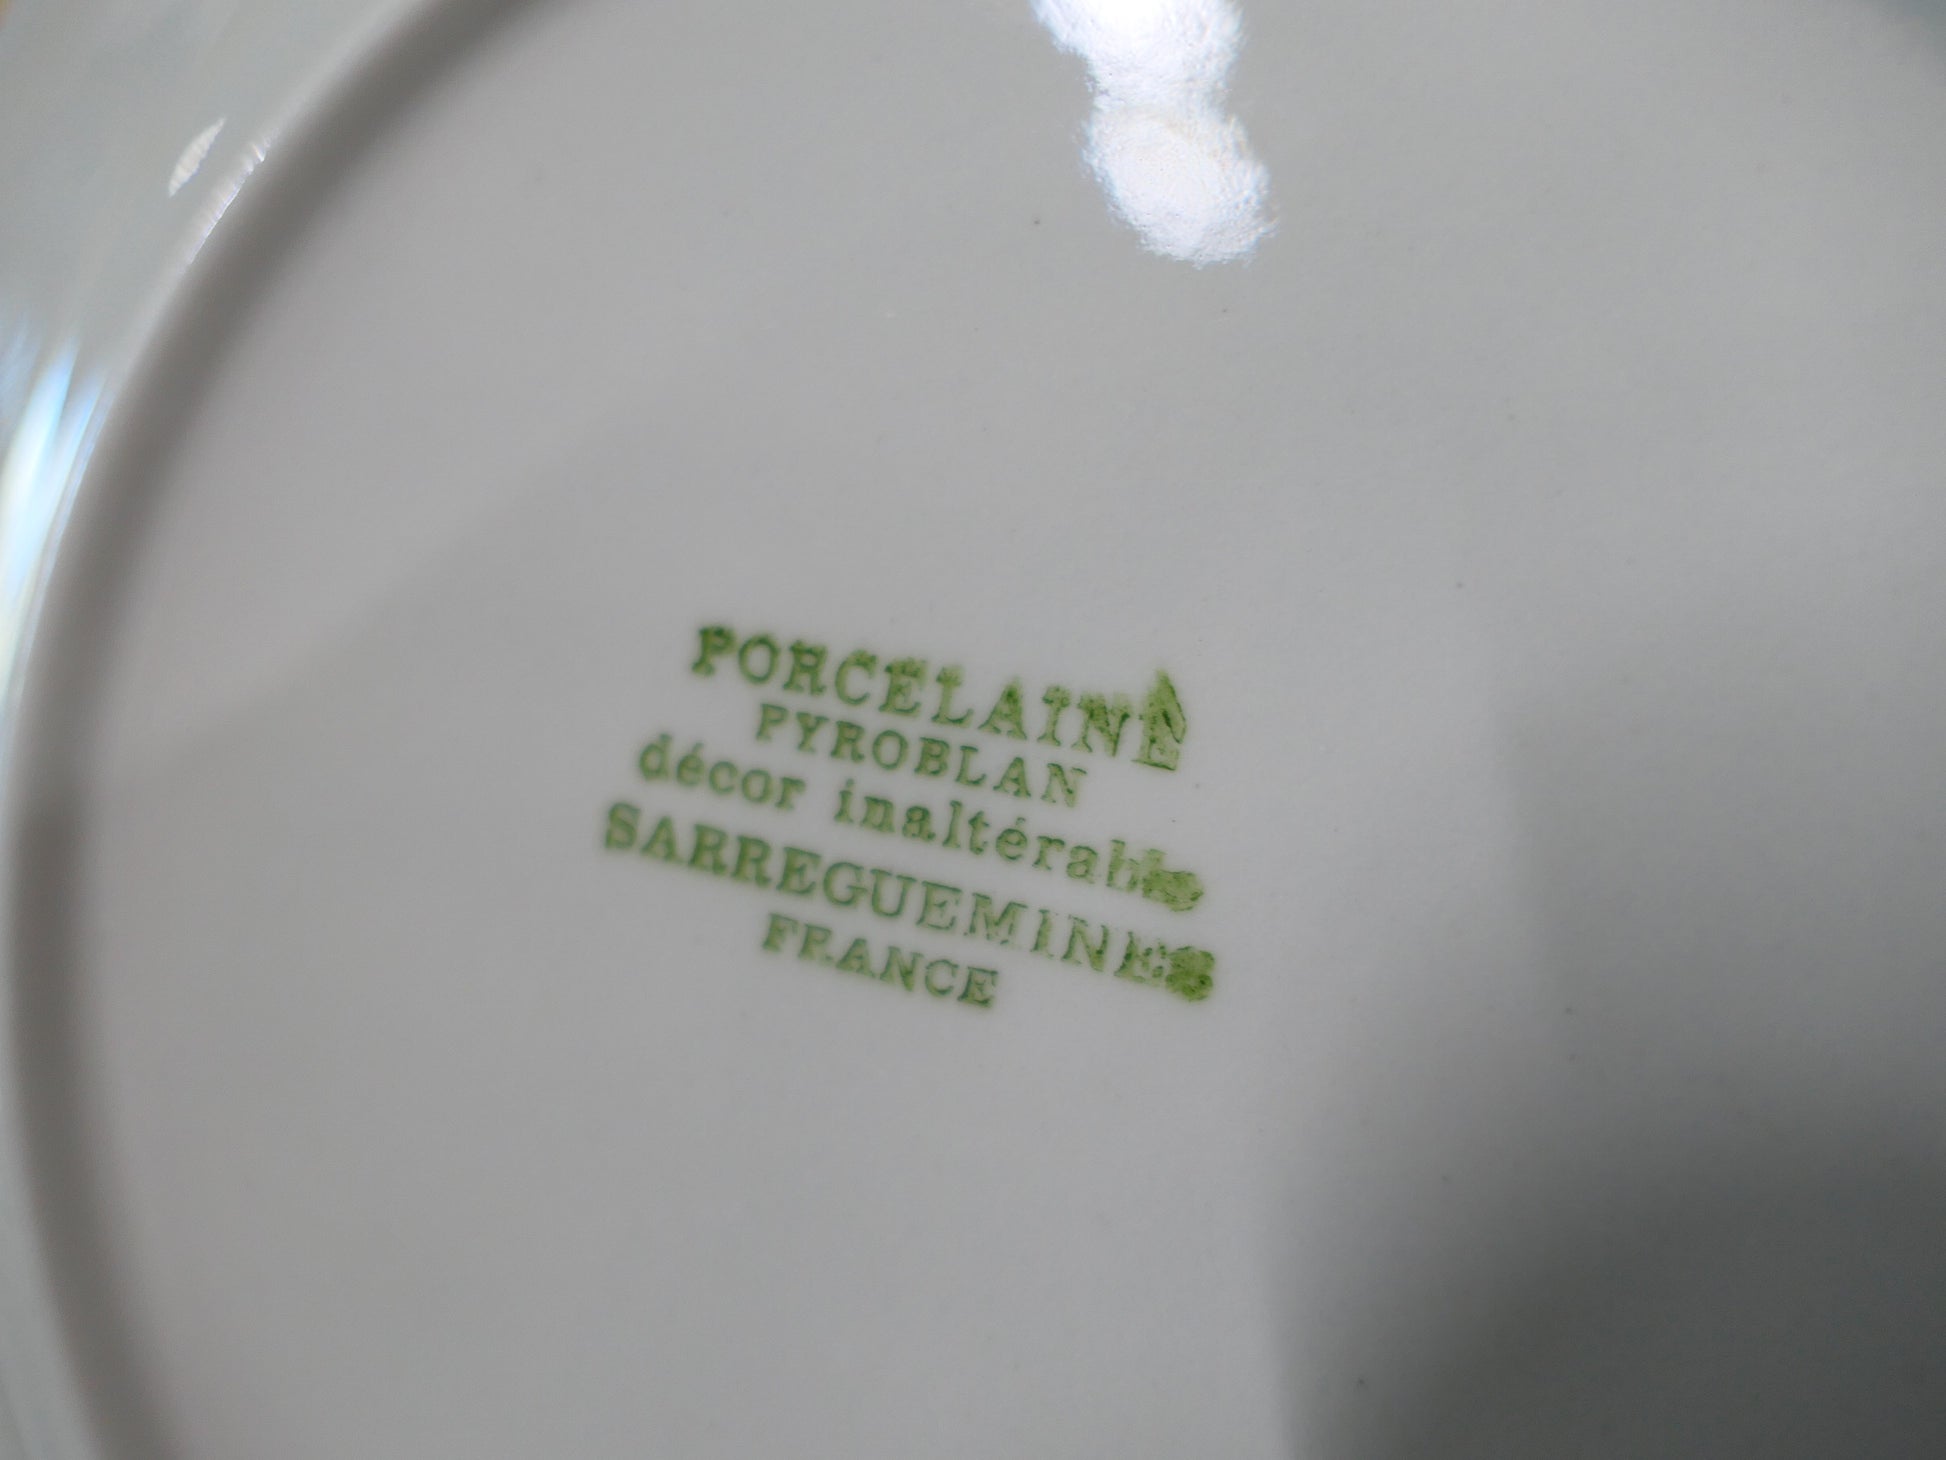 PORCELAINE
PYROBLAN
décor inaltérable
SARREGUEMINES
FRANCE